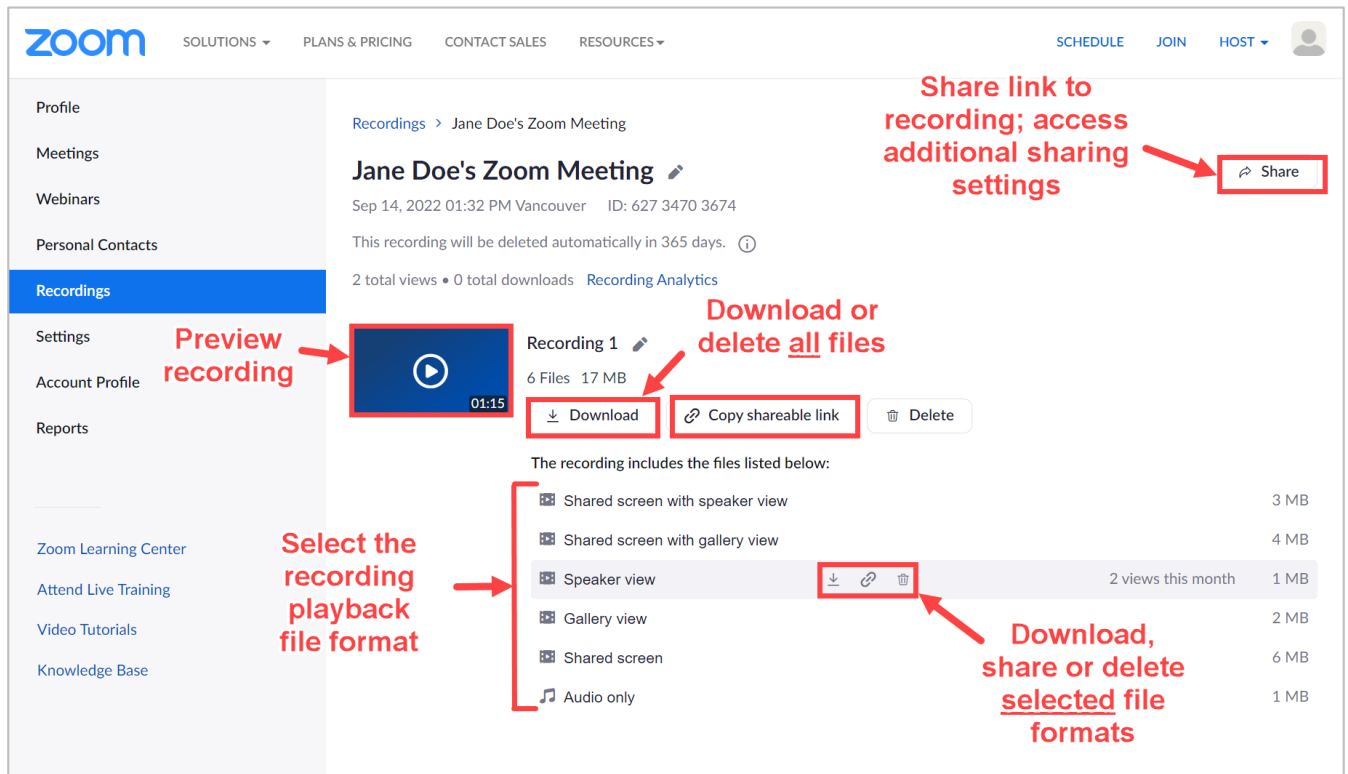 zoom SOLUTIONS PLANS & PRICING CONTACT SALES RESOURCES SCHEDULE JOIN HOST
Profile
Meetings
Webinars
Personal Contacts
Recordings
Settings
Account Profile
Reports
Zoom Learning Center
Attend Live Training
Video Tutorials
Knowledge Base
Recordings > Jane Doe's Zoom Meeting
Jane Doe's Zoom Meeting
Sep 14, 2022 01:32 PM Vancouver ID: 627 3470 3674
This recording will be deleted automatically in 365 days.
2 total views • 0 total downloads Recording Analytics
Share link to
recording; access
additional sharing
settings
Share
Preview
recording
01:15
Recording 1
6 Files 17 MB
Download or
delete all files
Download Copy shareable link Delete
The recording includes the files listed below:
Shared screen with speaker view 3 MB
Shared screen with gallery view 4 MB
Speaker view 2 views this month 1 MB
Gallery view 2 MB
Shared screen 6 MB
Audio only 1 MB
Select the
recording
playback
file format
Download,
share or delete
selected file
formats